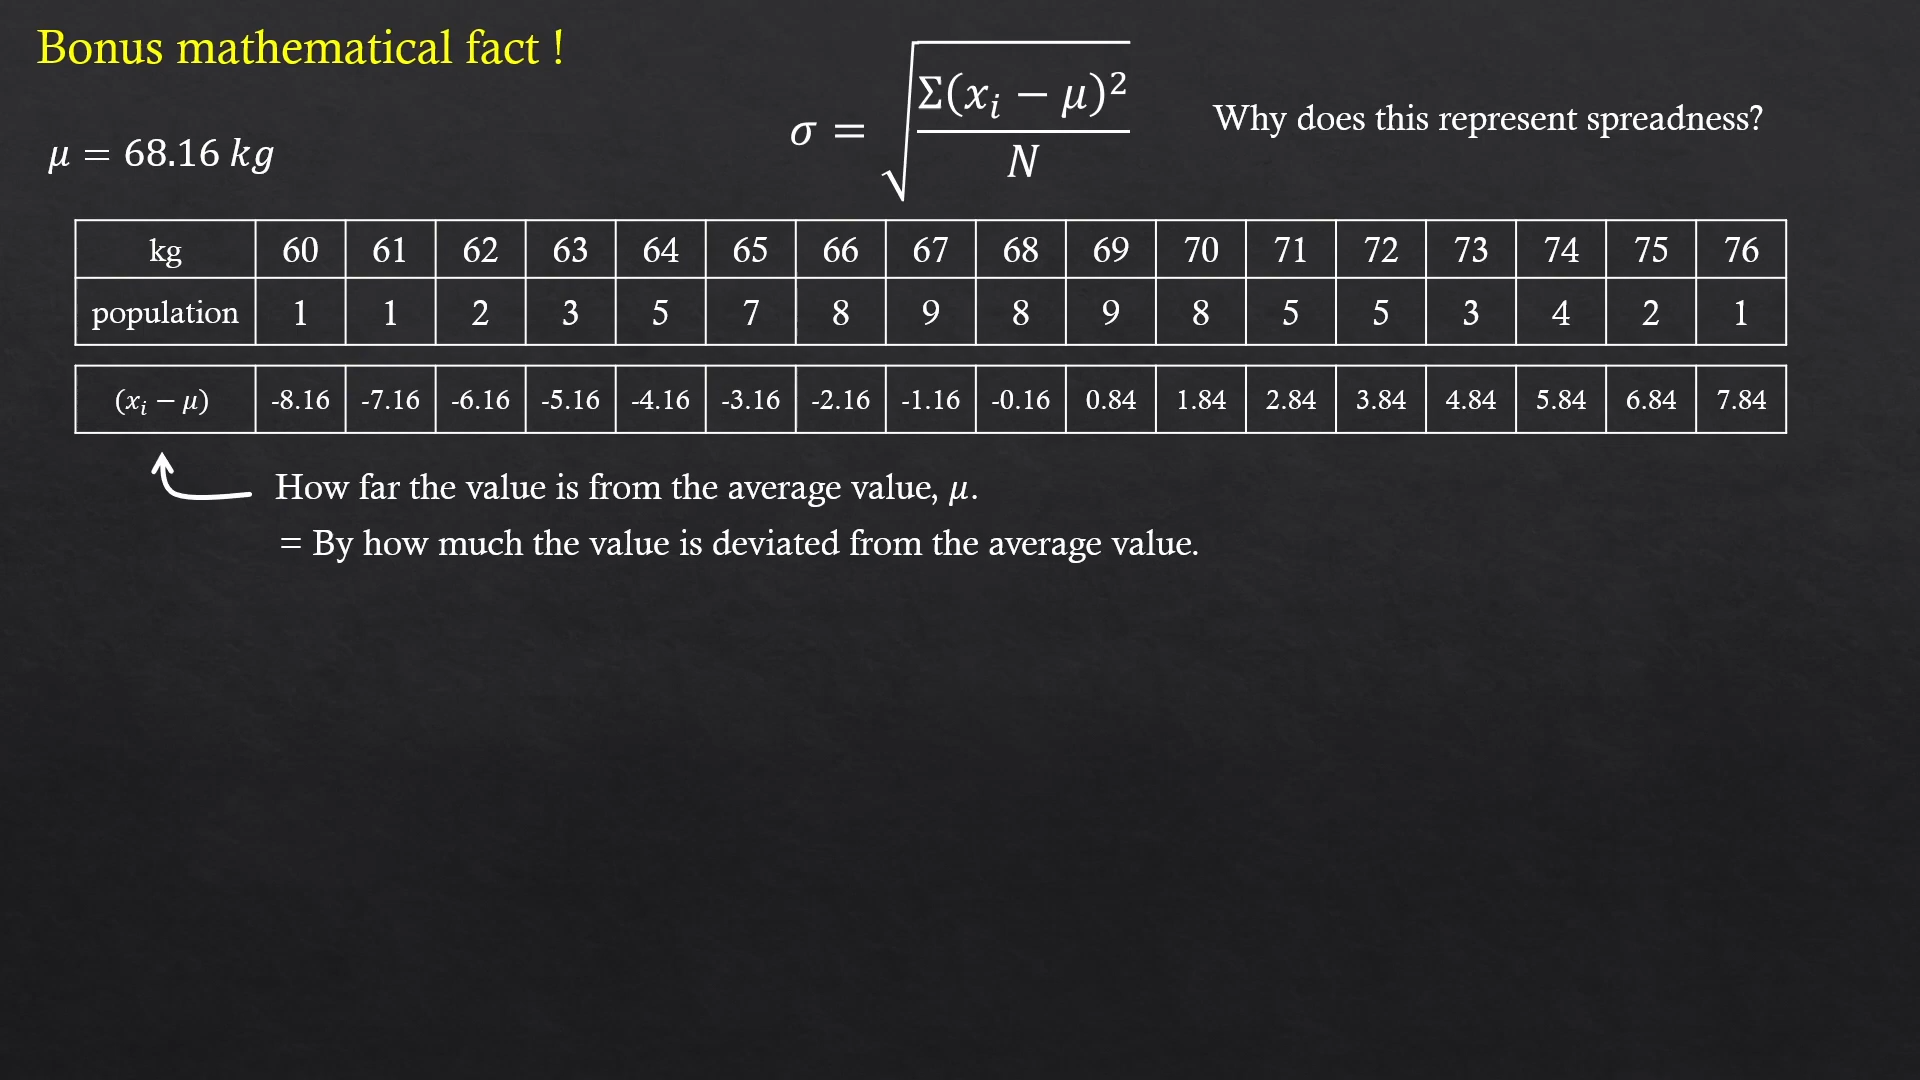 Bonus mathematical fact !
μ = 68.16 kg
σ = √(Σ(xᵢ − μ)² / N)
Why does this represent spreadness?
kg 60 61 62 63 64 65 66 67 68 69 70 71 72 73 74 75 76
population 1 1 2 3 5 7 8 9 8 9 8 5 5 3 4 2 1
(xᵢ − μ) -8.16 -7.16 -6.16 -5.16 -4.16 -3.16 -2.16 -1.16 -0.16 0.84 1.84 2.84 3.84 4.84 5.84 6.84 7.84
How far the value is from the average value, μ.
= By how much the value is deviated from the average value.